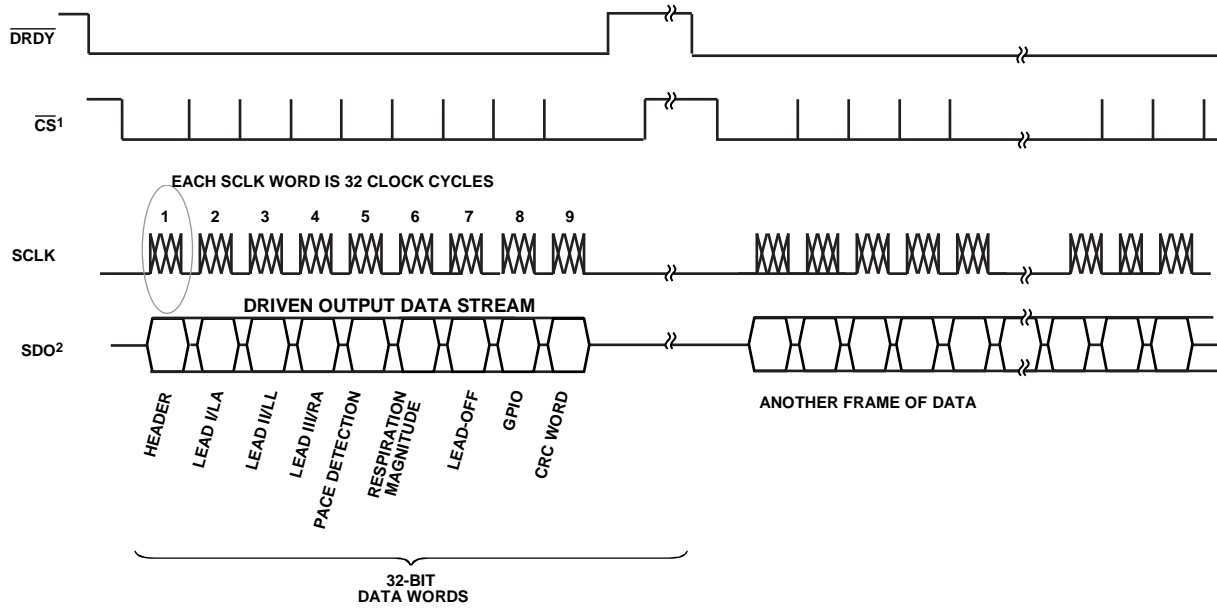 DRDY
CS1
EACH SCLK WORD IS 32 CLOCK CYCLES
1 2 3 4 5 6 7 8 9
SCLK
DRIVEN OUTPUT DATA STREAM
SDO2
HEADER
LEAD I/LA
LEAD II/LL
LEAD III/RA
PACE DETECTION
RESPIRATION
MAGNITUDE
LEAD-OFF
GPIO
CRC WORD
ANOTHER FRAME OF DATA
32-BIT
DATA WORDS